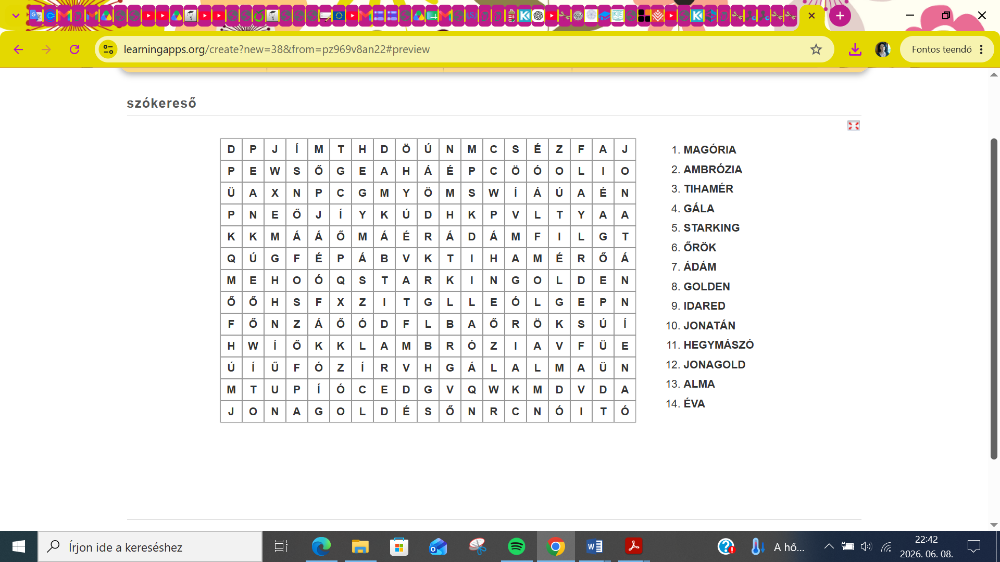 learningapps.org/create?new=38&from=pz969v8an22#preview
Fontos teendő
szókereső
D P J Í M T H D Ö Ú N M C S É Z F A J
P E W S Ő G E A H Á É P C Ö Ó O L I O
Ü A X N P C G M Y Ö M S W Í Á Ú A É N
P N E Ő J Í Y K Ú D H K P V L T Y A A
K K M Á Á Ő M Á É R Á D Á M F I L G T
Q Ú G F É P Á B V K T I H A M É R Ő Á
M E H O Ó Q S T A R K I N G O L D E N
Ő Ő H S F X Z I T G L L E Ó L G E P N
F Ő N Z Á Ő Ó D F L B A Ő R Ö K S Ú Í
H W Í Ő K K L A M B R Ó Z I A V F Ü E
Ú Í Ű F Ó Z Í R V H G Á L A L M A Ü N
M T U P Í Ó C E D G V Q W K M D V D A
J O N A G O L D É S Ő N R C N Ó I T Ó
1. MAGÓRIA
2. AMBRÓZIA
3. TIHAMÉR
4. GÁLA
5. STARKING
6. ŐRÖK
7. ÁDÁM
8. GOLDEN
9. IDARED
10. JONATÁN
11. HEGYMÁSZÓ
12. JONAGOLD
13. ALMA
14. ÉVA
Írjon ide a kereséshez
A hő...
22:42
2026. 06. 08.